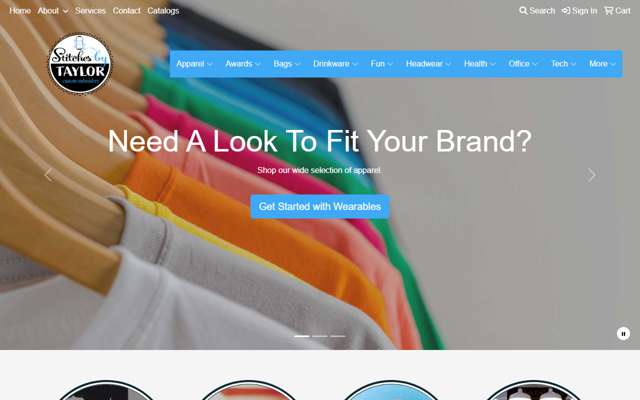 Home About Services Contact Catalogs
Search Sign In Cart
Stitches by
TAYLOR
custom embroidery
Apparel Awards Bags Drinkware Fun Headwear Health Office Tech More
Need A Look To Fit Your Brand?
Shop our wide selection of apparel
Get Started with Wearables